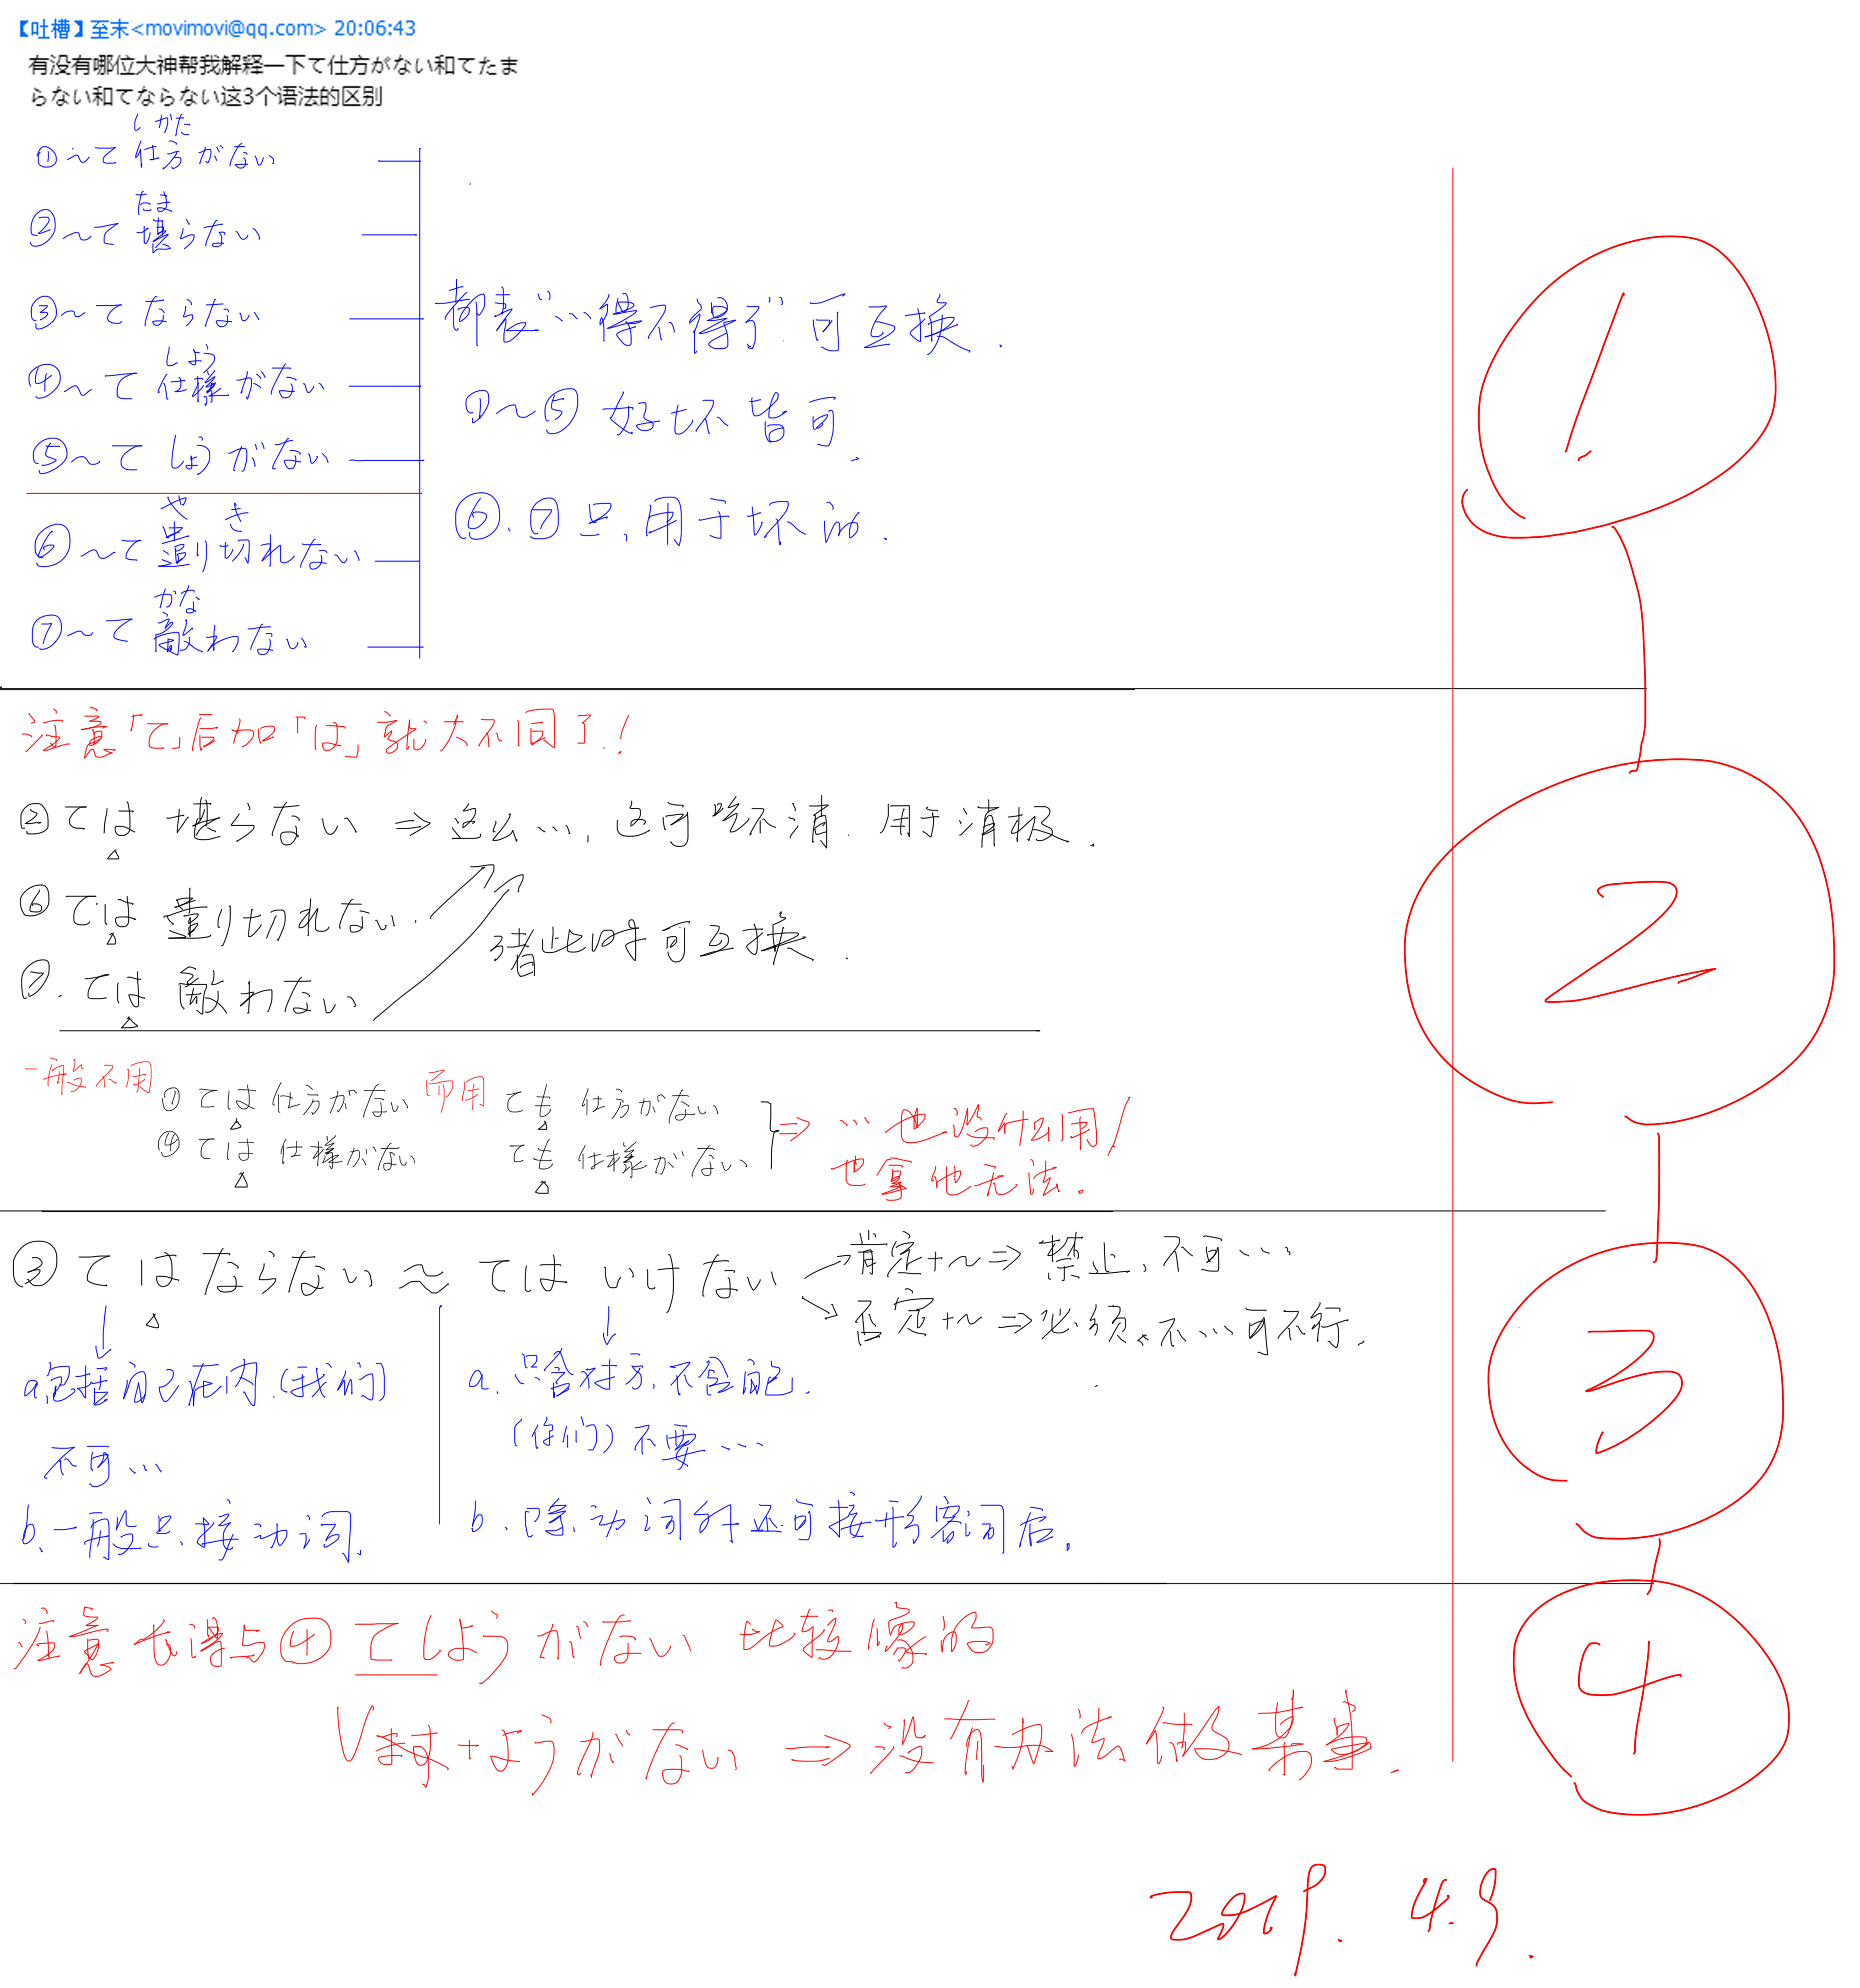 【吐槽】至末<movimovi@qq.com> 20:06:43
有没有哪位大神帮我解释一下て仕方がない和てたま
らない和てならない这3个语法的区别
しかた
①～て 仕方がない
たま
②～て 堪らない
③～て ならない
しよう
④～て 仕様がない
⑤～て しょうがない
や き
⑥～て 遣り切れない
かな
⑦～て 敵わない
都表“…得不得了” 可互换.
①～⑤ 好坏皆可.
⑥.⑦只用于坏的.
1
注意「て」后加「は」就大不同了!
②ては 堪らない ⇒ 这么…, 这可吃不消. 用于消极.
⑥ては 遣り切れない.
⑦.ては 敵わない
此时可互换.
2
一般不用
①ては仕方がない 而用 ても 仕方がない
④ては 仕様がない ても 仕様がない
⇒ …也没什么用!
也拿他无法.
③ てはならない ～ ては いけない
肯定+～⇒ 禁止、不可…
否定+～⇒必须、不…可不行.
a.包括自己在内.(我们)
不可…
b.一般只接动词.
a.只含对方,不含自己.
(你们)不要…
b.除动词外还可接形容词后.
3
注意长得与④てしようがない 比较像的
Vます+ようがない ⇒ 没有办法做某事.
4
2019. 4.9.